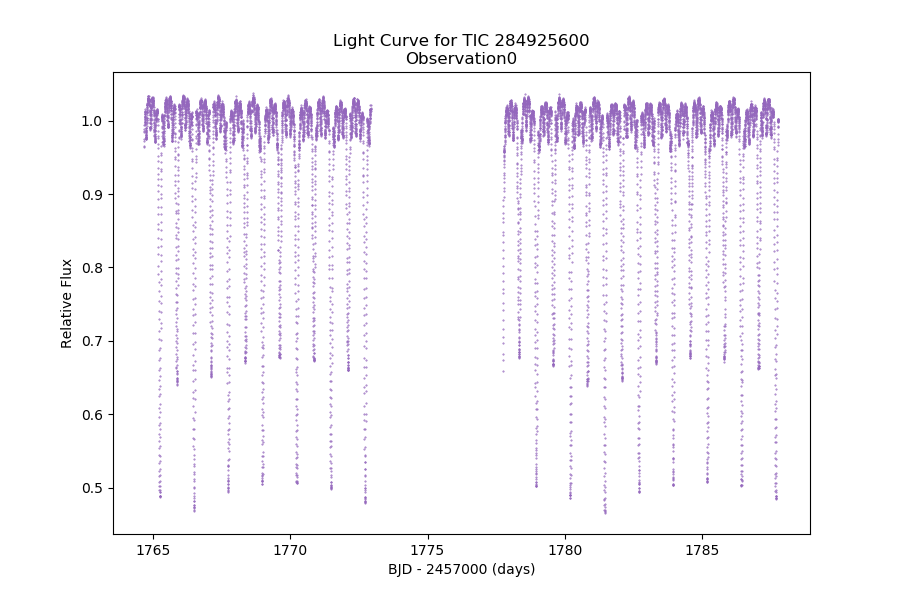 Light Curve for TIC 284925600
Observation0
1.0
0.9
0.8
0.7
0.6
0.5
Relative Flux
1765
1770
1775
1780
1785
BJD - 2457000 (days)